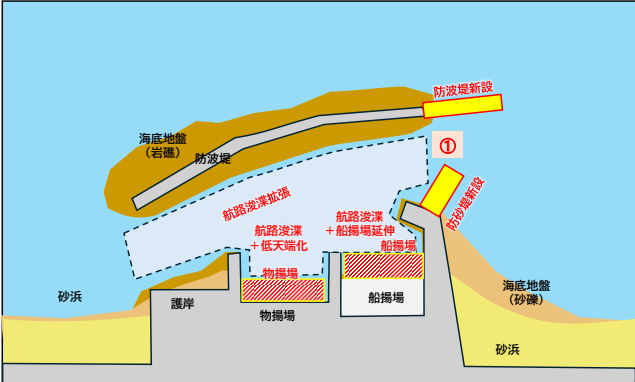 防波堤新設
海底地盤
（岩礁）
防波堤
①
防砂堤新設
航路浚渫拡張
航路浚渫
＋低天端化
航路浚渫
＋船揚場延伸
船揚場
物揚場
海底地盤
（砂礫）
砂浜
護岸
船揚場
物揚場
砂浜